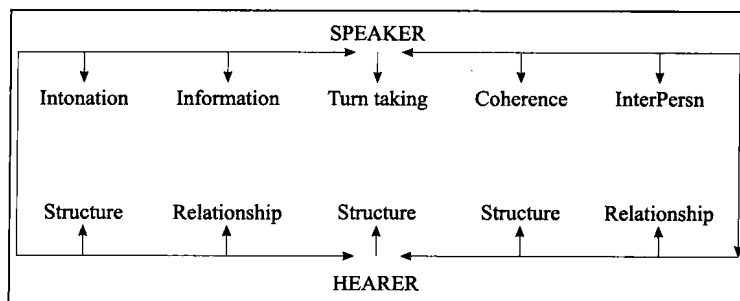 SPEAKER
Intonation Information Turn taking Coherence InterPersn
Structure Relationship Structure Structure Relationship
HEARER